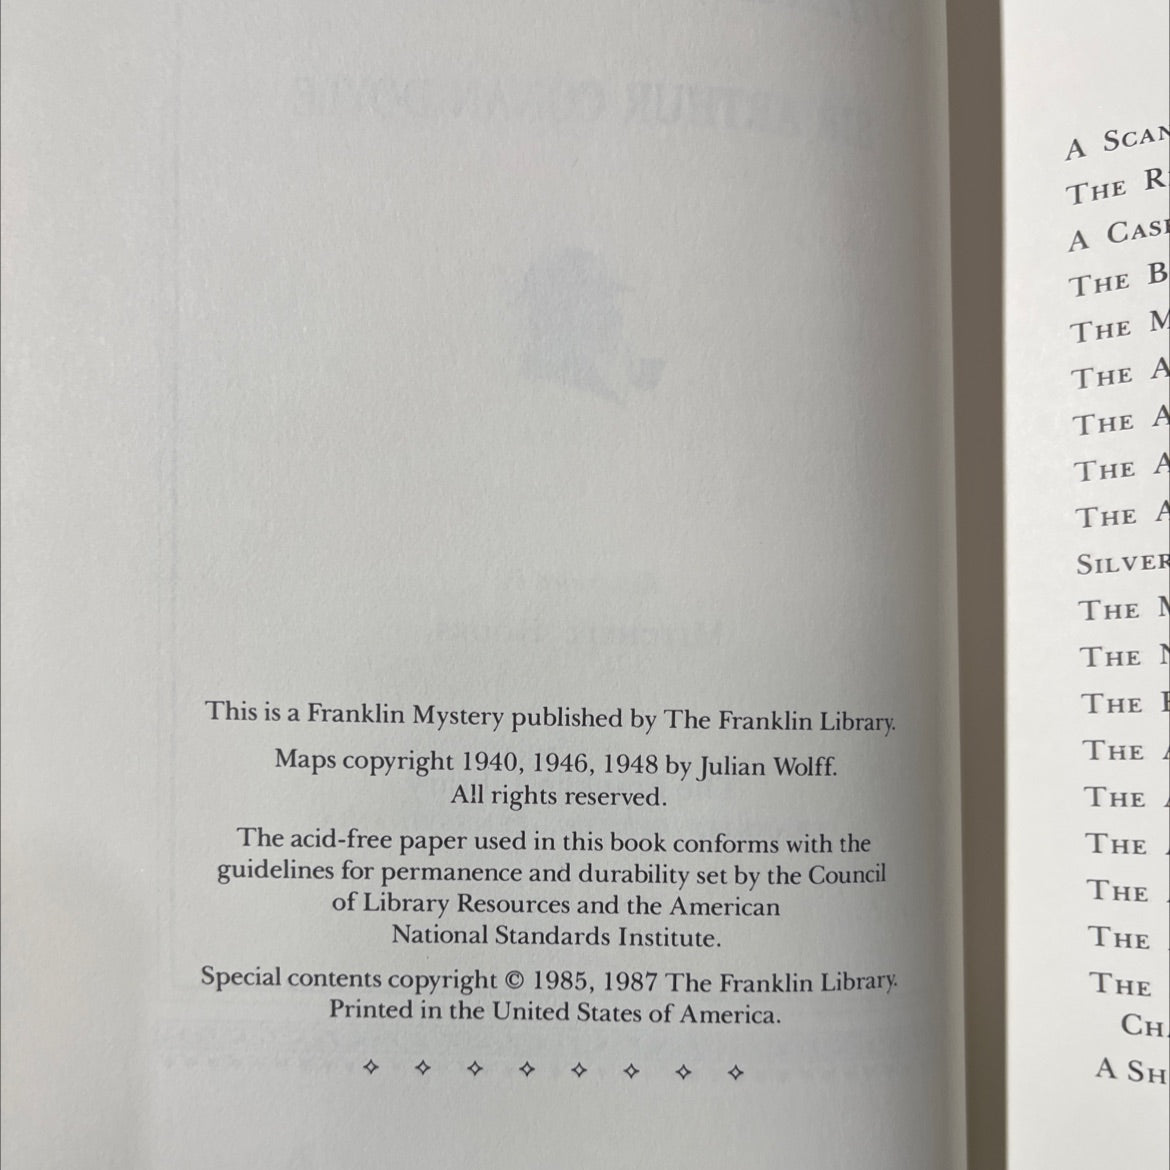 This is a Franklin Mystery published by The Franklin Library.
Maps copyright 1940, 1946, 1948 by Julian Wolff.
All rights reserved.
The acid-free paper used in this book conforms with the
guidelines for permanence and durability set by the Council
of Library Resources and the American
National Standards Institute.
Special contents copyright © 1985, 1987 The Franklin Library.
Printed in the United States of America.
A
THE
A
THE
THE
THE
THE
THE
THE
SILVER
THE
THE
THE
THE
THE
THE
THE
THE
THE
A